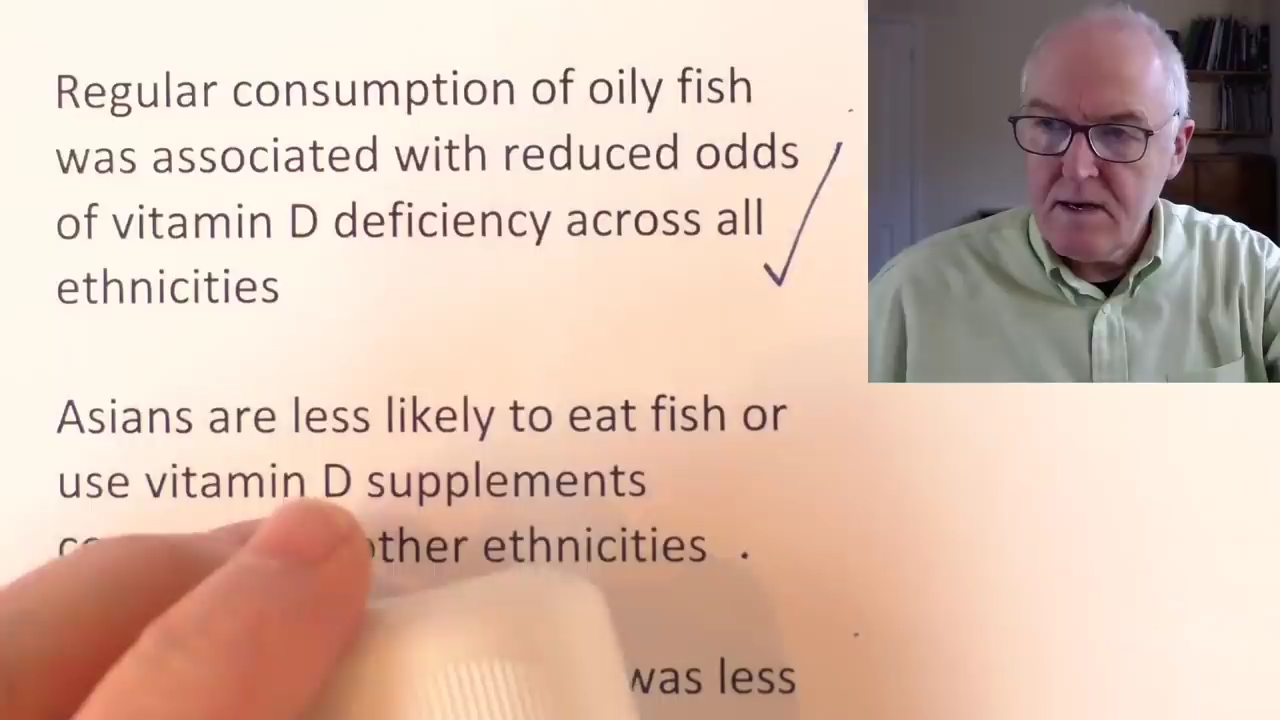 Regular consumption of oily fish
was associated with reduced odds
of vitamin D deficiency across all
ethnicities
Asians are less likely to eat fish or
use vitamin D supplements
other ethnicities .
was less